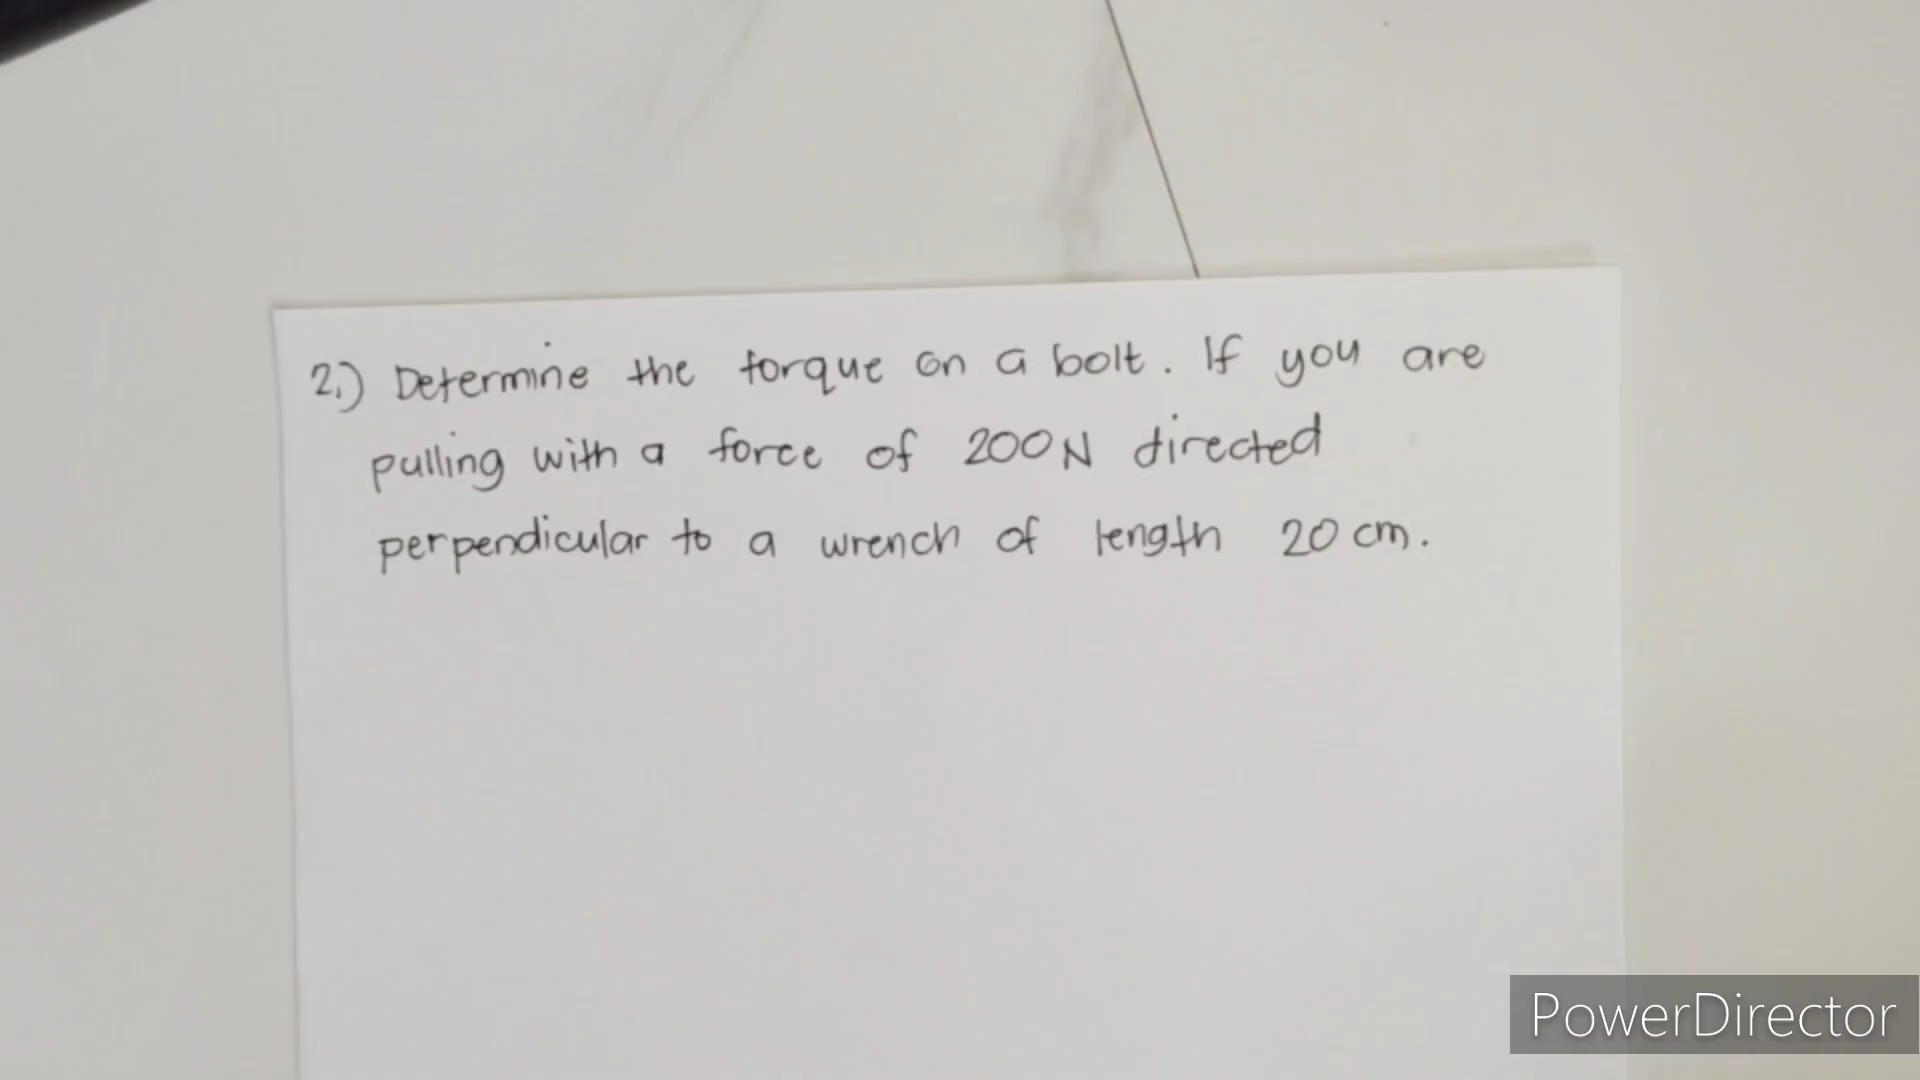 2.) Determine the torque on a bolt. If you are
pulling with a force of 200N directed
perpendicular to a wrench of length 20 cm.
PowerDirector